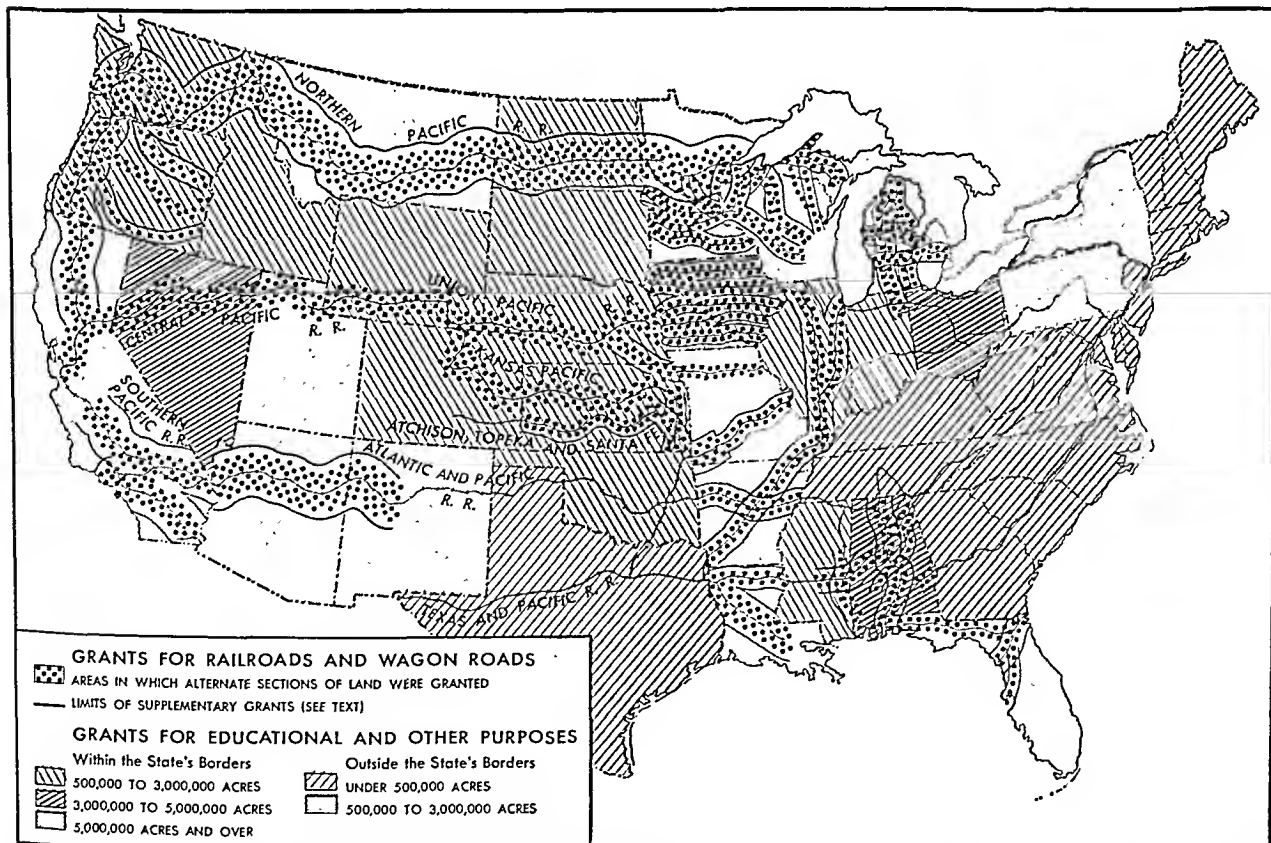 NORTHERN
PACIFIC R. R.
UNION PACIFIC
R. R.
CENTRAL PACIFIC
R. R.
KANSAS PACIFIC
SOUTHERN
PACIFIC R. R.
ATCHISON, TOPEKA AND SANTA FE
ATLANTIC AND PACIFIC
R. R.
TEXAS AND PACIFIC R. R.
GRANTS FOR RAILROADS AND WAGON ROADS
AREAS IN WHICH ALTERNATE SECTIONS OF LAND WERE GRANTED
LIMITS OF SUPPLEMENTARY GRANTS (SEE TEXT)
GRANTS FOR EDUCATIONAL AND OTHER PURPOSES
Within the State's Borders
Outside the State's Borders
500,000 TO 3,000,000 ACRES
UNDER 500,000 ACRES
3,000,000 TO 5,000,000 ACRES
500,000 TO 3,000,000 ACRES
5,000,000 ACRES AND OVER